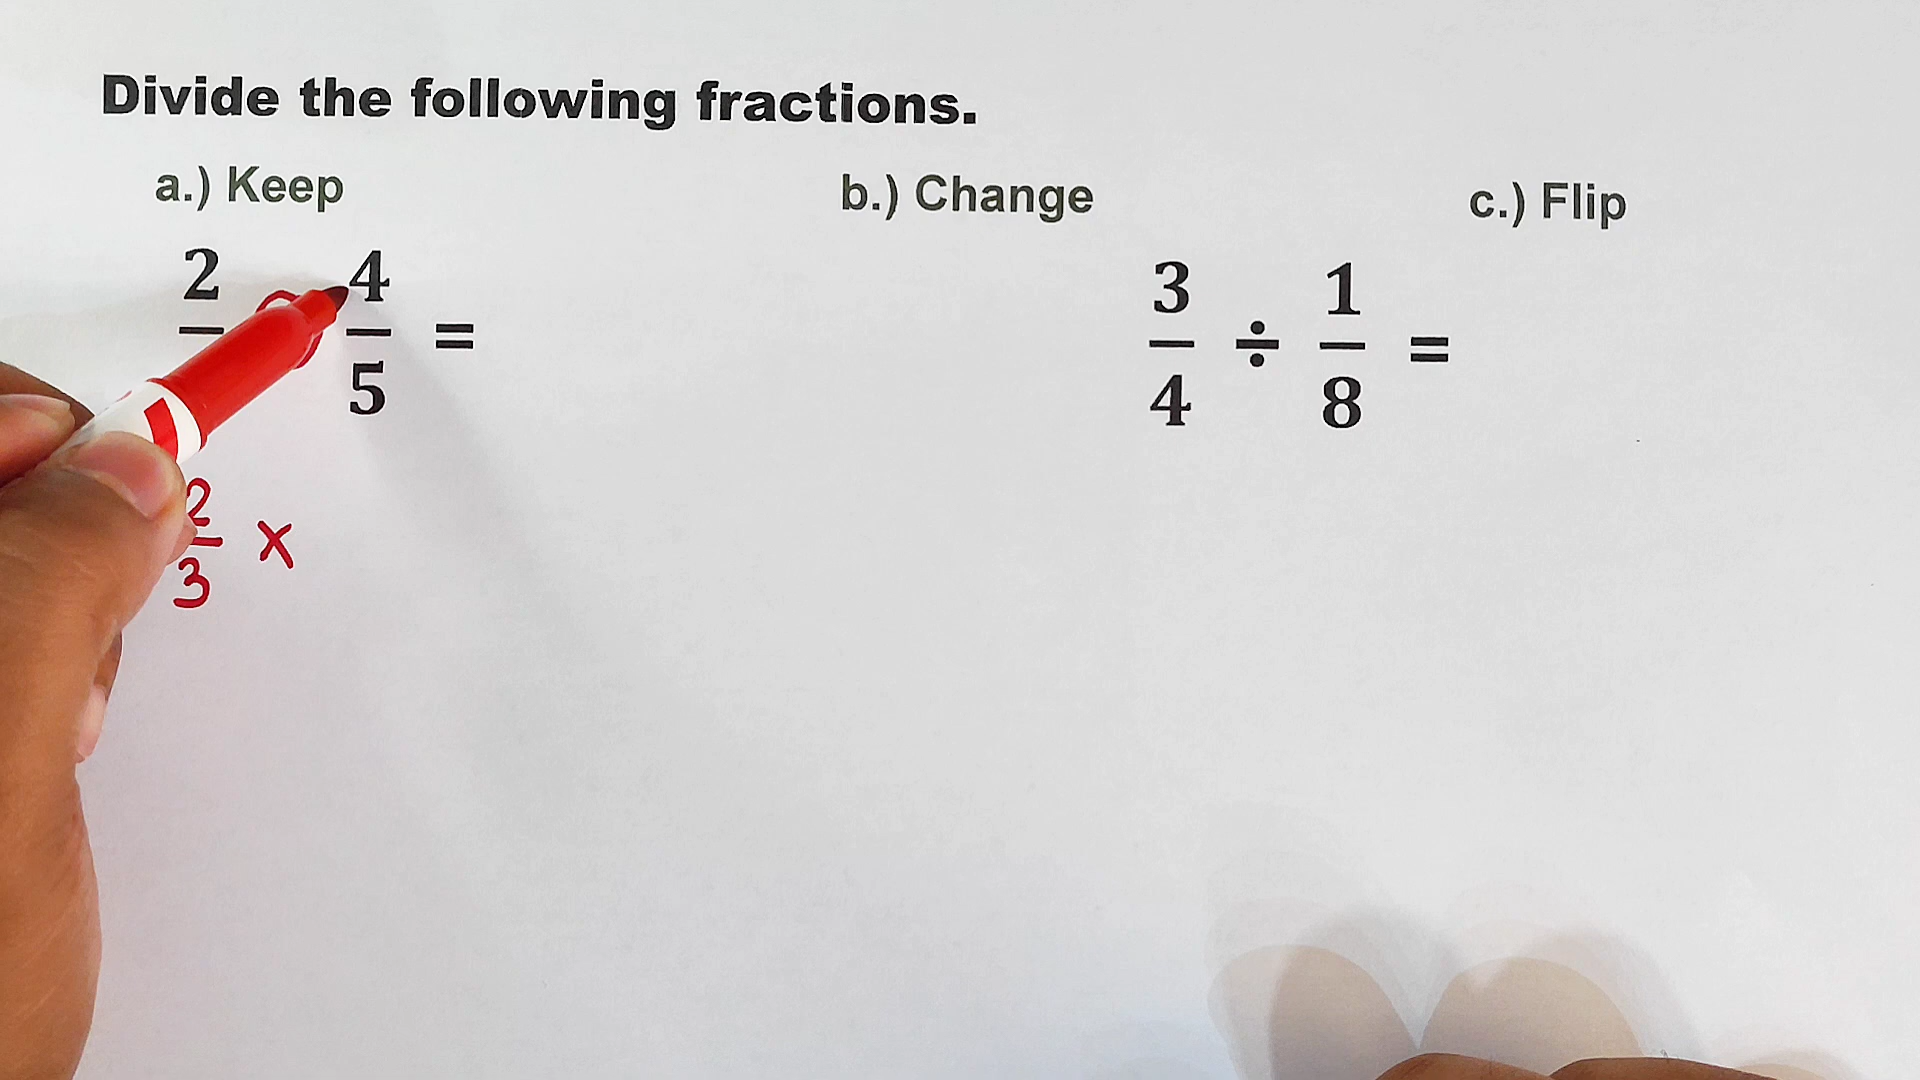 Divide the following fractions.
a.) Keep b.) Change c.) Flip
2/ 4/5 = 3/4 ÷ 1/8 =
2/3 x